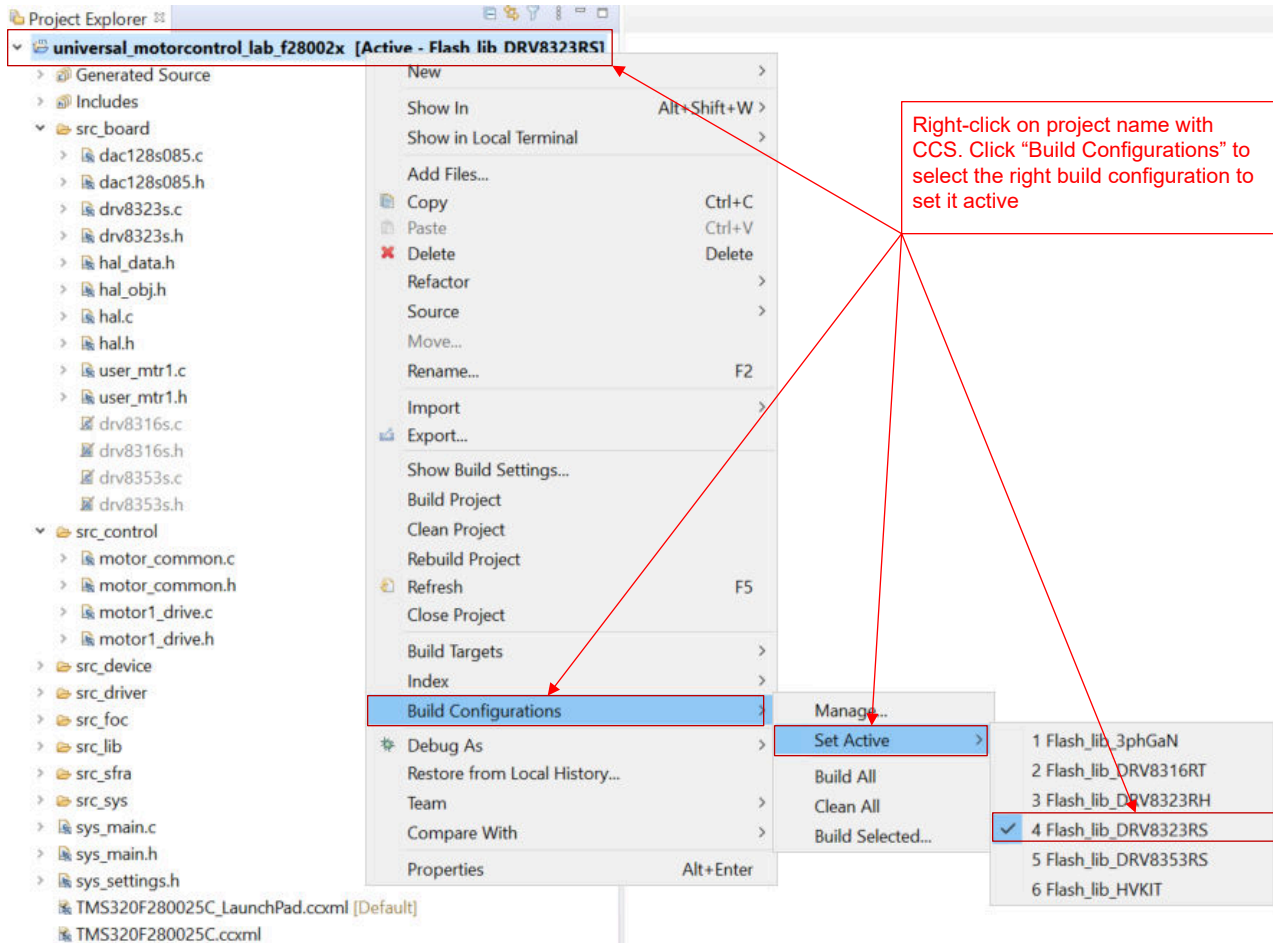 Project Explorer
universal_motorcontrol_lab_f28002x [Active - Flash_lib_DRV8323RS]
Generated Source
Includes
src_board
dac128s085.c
dac128s085.h
drv8323s.c
drv8323s.h
hal_data.h
hal_obj.h
hal.c
hal.h
user_mtr1.c
user_mtr1.h
drv8316s.c
drv8316s.h
drv8353s.c
drv8353s.h
src_control
motor_common.c
motor_common.h
motor1_drive.c
motor1_drive.h
src_device
src_driver
src_foc
src_lib
src_sfra
src_sys
sys_main.c
sys_main.h
sys_settings.h
TMS320F280025C_LaunchPad.ccxml [Default]
TMS320F280025C.ccxml
New
Show In Alt+Shift+W
Show in Local Terminal
Add Files...
Copy Ctrl+C
Paste Ctrl+V
Delete Delete
Refactor
Source
Move...
Rename... F2
Import
Export...
Show Build Settings...
Build Project
Clean Project
Rebuild Project
Refresh F5
Close Project
Build Targets
Index
Build Configurations
Debug As
Restore from Local History...
Team
Compare With
Properties Alt+Enter
Manage...
Set Active
Build All
Clean All
Build Selected...
1 Flash_lib_3phGaN
2 Flash_lib_DRV8316RT
3 Flash_lib_DRV8323RH
4 Flash_lib_DRV8323RS
5 Flash_lib_DRV8353RS
6 Flash_lib_HVKIT
Right-click on project name with
CCS. Click “Build Configurations” to
select the right build configuration to
set it active